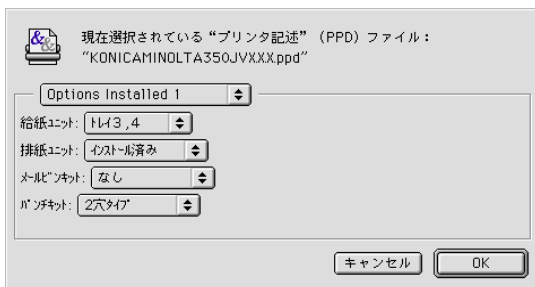 現在選択されている“プリンタ記述”（PPD）ファイル：
“KONICAMINOLTA350JVXXX.ppd”
Options Installed 1
給紙ユニット: トレイ3,4
排紙ユニット: インストール済み
メールビンキット: なし
パンチキット: 2穴タイプ
キャンセル OK